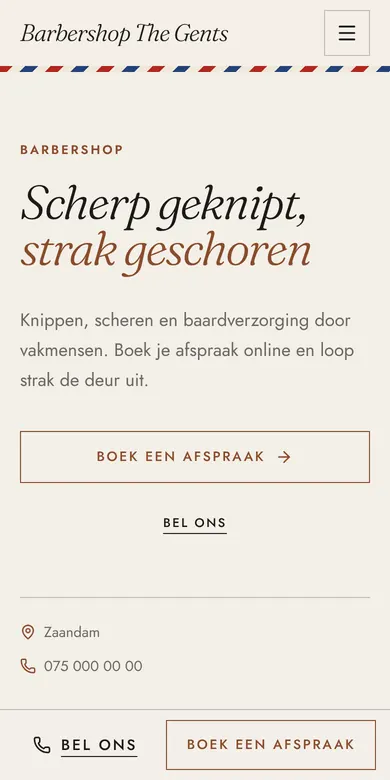 Barbershop The Gents
BARBERSHOP
Scherp geknipt,
strak geschoren
Knippen, scheren en baardverzorging door
vakmensen. Boek je afspraak online en loop
strak de deur uit.
BOEK EEN AFSPRAAK →
BEL ONS
Zaandam
075 000 00 00
BEL ONS
BOEK EEN AFSPRAAK